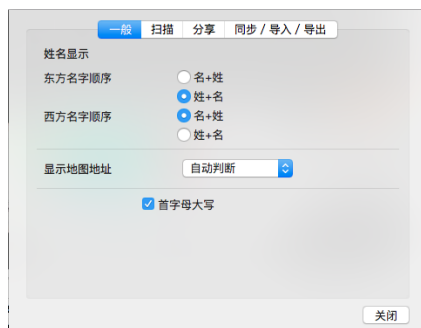 一般 扫描 分享 同步 / 导入 / 导出
姓名显示
东方名字顺序 名+姓
姓+名
西方名字顺序 名+姓
姓+名
显示地图地址 自动判断
首字母大写
关闭